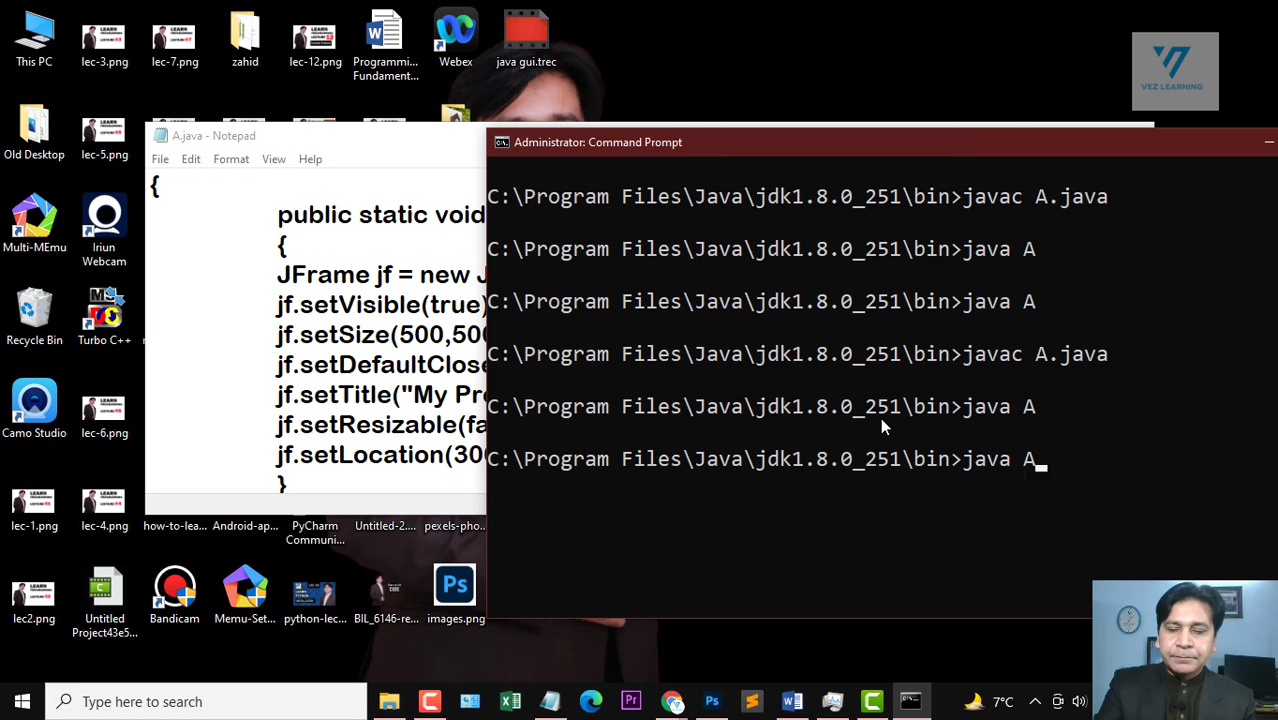 This PC
lec-3.png
lec-7.png
zahid
lec-12.png
Programmi...
Fundament...
Webex
java gui.trec
VEZ LEARNING
Old Desktop
lec-5.png
A.java - Notepad
File Edit Format View Help
{
public static void
{
JFrame jf = new J
jf.setVisible(true)
jf.setSize(500,500
jf.setDefaultClose
jf.setTitle("My Pro
jf.setResizable(fa
jf.setLocation(300
}
Administrator: Command Prompt
C:\Program Files\Java\jdk1.8.0_251\bin>javac A.java
C:\Program Files\Java\jdk1.8.0_251\bin>java A
C:\Program Files\Java\jdk1.8.0_251\bin>java A
C:\Program Files\Java\jdk1.8.0_251\bin>javac A.java
C:\Program Files\Java\jdk1.8.0_251\bin>java A
C:\Program Files\Java\jdk1.8.0_251\bin>java A
Multi-MEmu
Iriun
Webcam
Recycle Bin
Turbo C++
Camo Studio
lec-6.png
lec-1.png
lec-4.png
how-to-lea...
Android-ap...
PyCharm
Communi...
Untitled-2....
pexels-pho...
lec2.png
Untitled
Project43e5...
Bandicam
Memu-Set...
python-lec...
BIL_6146-re...
images.png
Type here to search
7°C